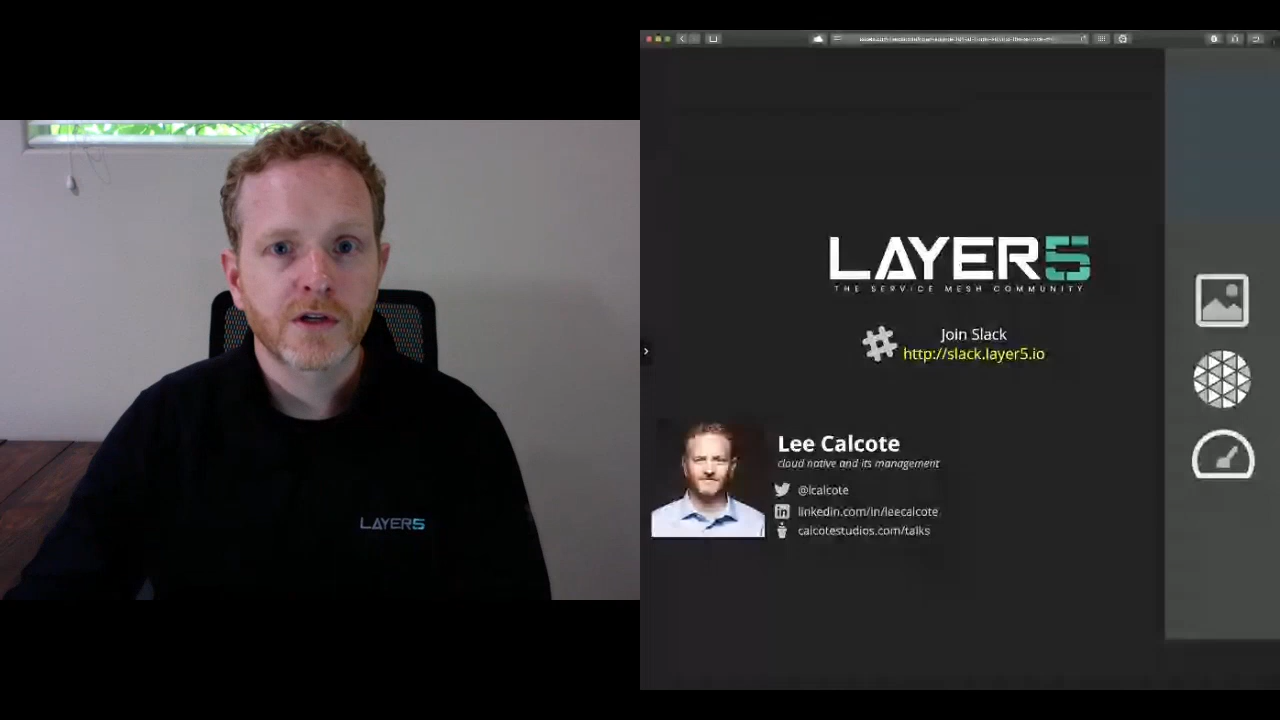 LAYER5
LAYER5
THE SERVICE MESH COMMUNITY
Join Slack
http://slack.layer5.io
Lee Calcote
cloud native and its management
@lcalcote
linkedin.com/in/leecalcote
calcotestudios.com/talks